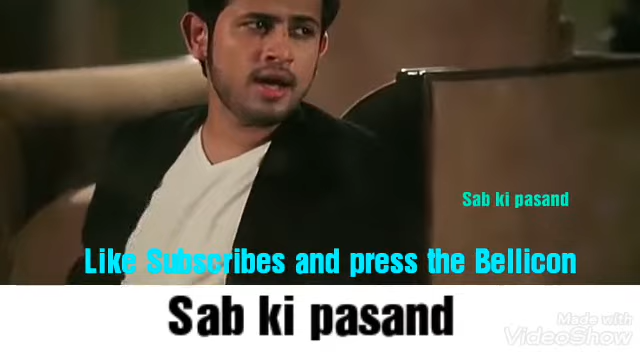 Sab ki pasand
Like Subscribes and press the Bellicon
Sab ki pasand
Made with
VideoShow